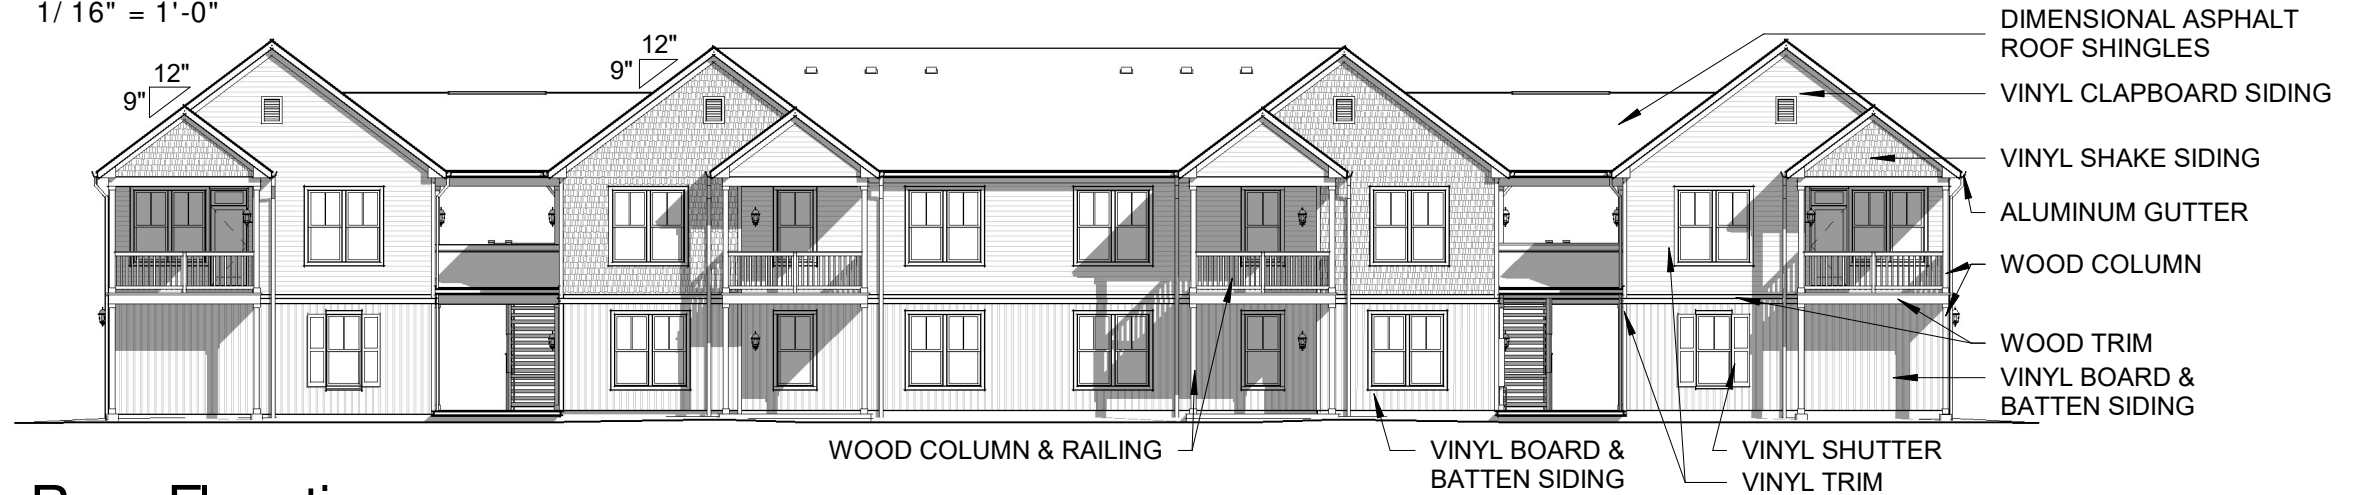 1/ 16" = 1'-0"
12"
9"
12"
9"
DIMENSIONAL ASPHALT
ROOF SHINGLES
VINYL CLAPBOARD SIDING
VINYL SHAKE SIDING
ALUMINUM GUTTER
WOOD COLUMN
WOOD TRIM
VINYL BOARD &
BATTEN SIDING
WOOD COLUMN & RAILING
VINYL BOARD &
BATTEN SIDING
VINYL SHUTTER
VINYL TRIM